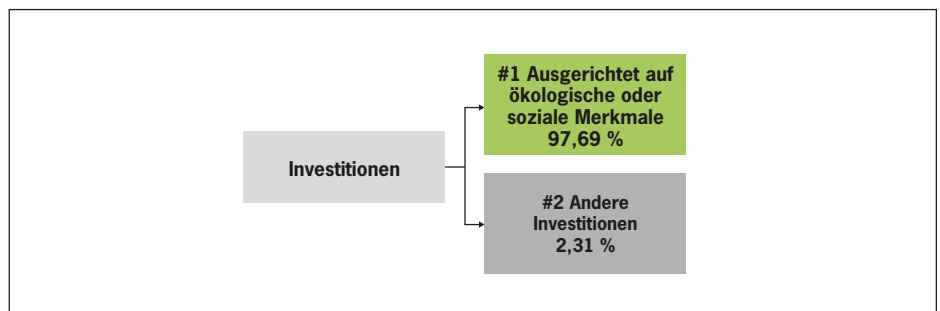 Investitionen
#1 Ausgerichtet auf
ökologische oder
soziale Merkmale
97,69 %
#2 Andere
Investitionen
2,31 %